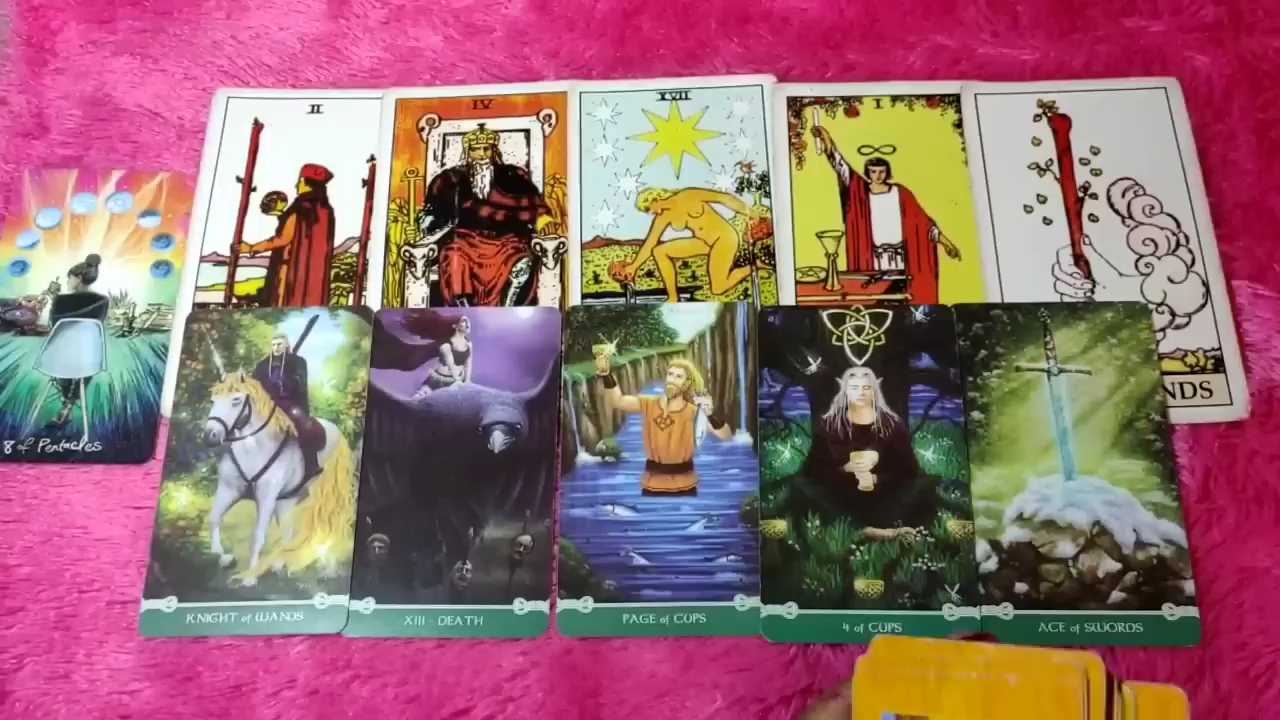 II
IV
XVII
I
NDS
8 of Pentacles
KNIGHT of WANDS
XIII - DEATH
PAGE of CUPS
4 of CUPS
ACE of SWORDS